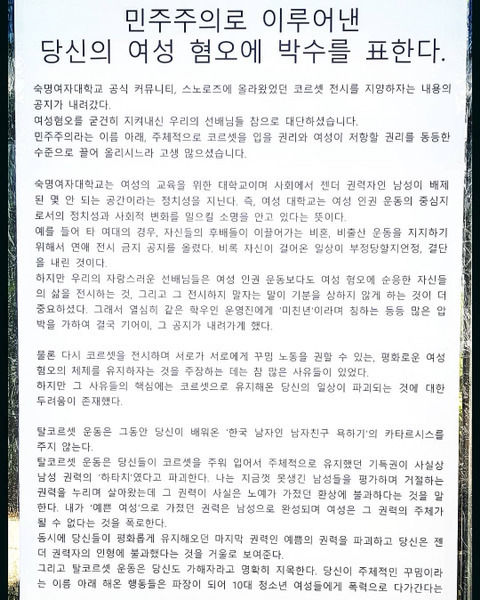 민주주의로 이루어낸
당신의 여성 혐오에 박수를 표한다.
숙명여자대학교 공식 커뮤니티, 스노로즈에 올라왔었던 코르셋 전시를 지양하자는 내용의
공지가 내려갔다.
여성혐오를 굳건히 지켜내신 우리의 선배님들 참으로 대단하셨습니다.
민주주의라는 이름 아래, 주체적으로 코르셋을 입을 권리와 여성이 저항할 권리를 동등한
수준으로 끌어 올리시느라 고생 많으셨습니다.
숙명여자대학교는 여성의 교육을 위한 대학교이며 사회에서 젠더 권력자인 남성이 배제
된 몇 안 되는 공간이라는 정치성을 지닌다. 즉, 여성 대학교는 여성 인권 운동의 중심지
로서의 정치성과 사회적 변화를 일으킬 소명을 안고 있다는 뜻이다.
예를 들어 타 여대의 경우, 자신들의 후배들이 이끌어가는 비혼, 비출산 운동을 지지하기
위해서 연애 전시 금지 공지를 올렸다. 비록 자신이 걸어온 일상이 부정당할지언정, 결단
을 내린 것이다.
하지만 우리의 자랑스러운 선배님들은 여성 인권 운동보다도 여성 혐오에 순응한 자신들
의 삶을 전시하는 것, 그리고 그 전시하지 말자는 말이 기분을 상하지 않게 하는 것이 더
중요하셨다. 그래서 열심히 같은 학우인 운영진에게 '미친년'이라며 칭하는 등등 많은 압
박을 가하여 결국 기어이, 그 공지가 내려가게 했다.
물론 다시 코르셋을 전시하며 서로가 서로에게 꾸밈 노동을 권할 수 있는, 평화로운 여성
혐오의 체제를 유지하자는 것을 주장하는 데는 참 많은 사유들이 있었다.
하지만 그 사유들의 핵심에는 코르셋으로 유지해온 당신의 일상이 파괴되는 것에 대한
두려움이 존재했다.
탈코르셋 운동은 그동안 당신이 배워온 '한국 남자인 남자친구 욕하기'의 카타르시스를
주지 않는다.
탈코르셋 운동은 당신들이 코르셋을 주워 입어서 주체적으로 유지했던 기득권이 사실상
남성 권력의 '하타치'였다고 파괴한다. 나는 지금껏 못생긴 남성들을 평가하며 거절하는
권력을 누리며 살아왔는데 그 권력이 사실은 노예가 가졌던 환상에 불과하다는 것을 말
한다. 내가 '예쁜 여성'으로 가졌던 권력은 남성으로 완성되며 여성은 그 권력의 주체가
될 수 없다는 것을 폭로한다.
동시에 당신들이 평화롭게 유지해오던 마지막 권력인 예쁨의 권력을 파괴하고 당신은 젠
더 권력자의 인형에 불과했다는 것을 거울로 보여준다.
그리고 탈코르셋 운동은 당신도 가해자라고 명확히 지목한다. 당신이 주체적인 꾸밈이라
는 이름 아래 해온 행동들은 파장이 되어 10대 청소년 여성들에게 폭력으로 다가간다는